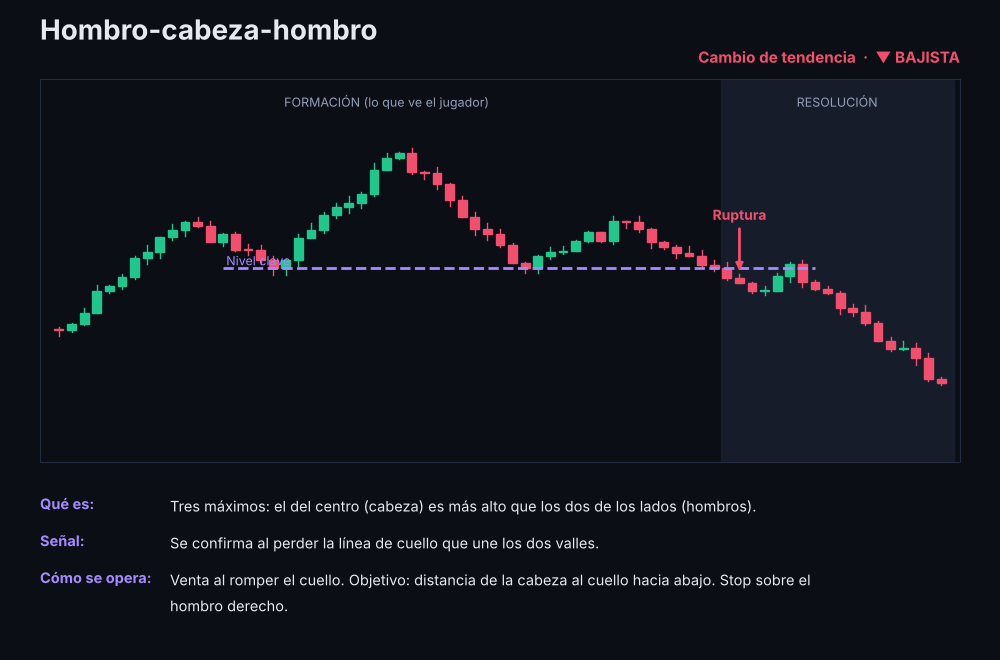 Hombro-cabeza-hombro
Cambio de tendencia · ▼ BAJISTA
FORMACIÓN (lo que ve el jugador)
RESOLUCIÓN
Ruptura
Nivel clave
Qué es:
Tres máximos: el del centro (cabeza) es más alto que los dos de los lados (hombros).
Señal:
Se confirma al perder la línea de cuello que une los dos valles.
Cómo se opera:
Venta al romper el cuello. Objetivo: distancia de la cabeza al cuello hacia abajo. Stop sobre el
hombro derecho.